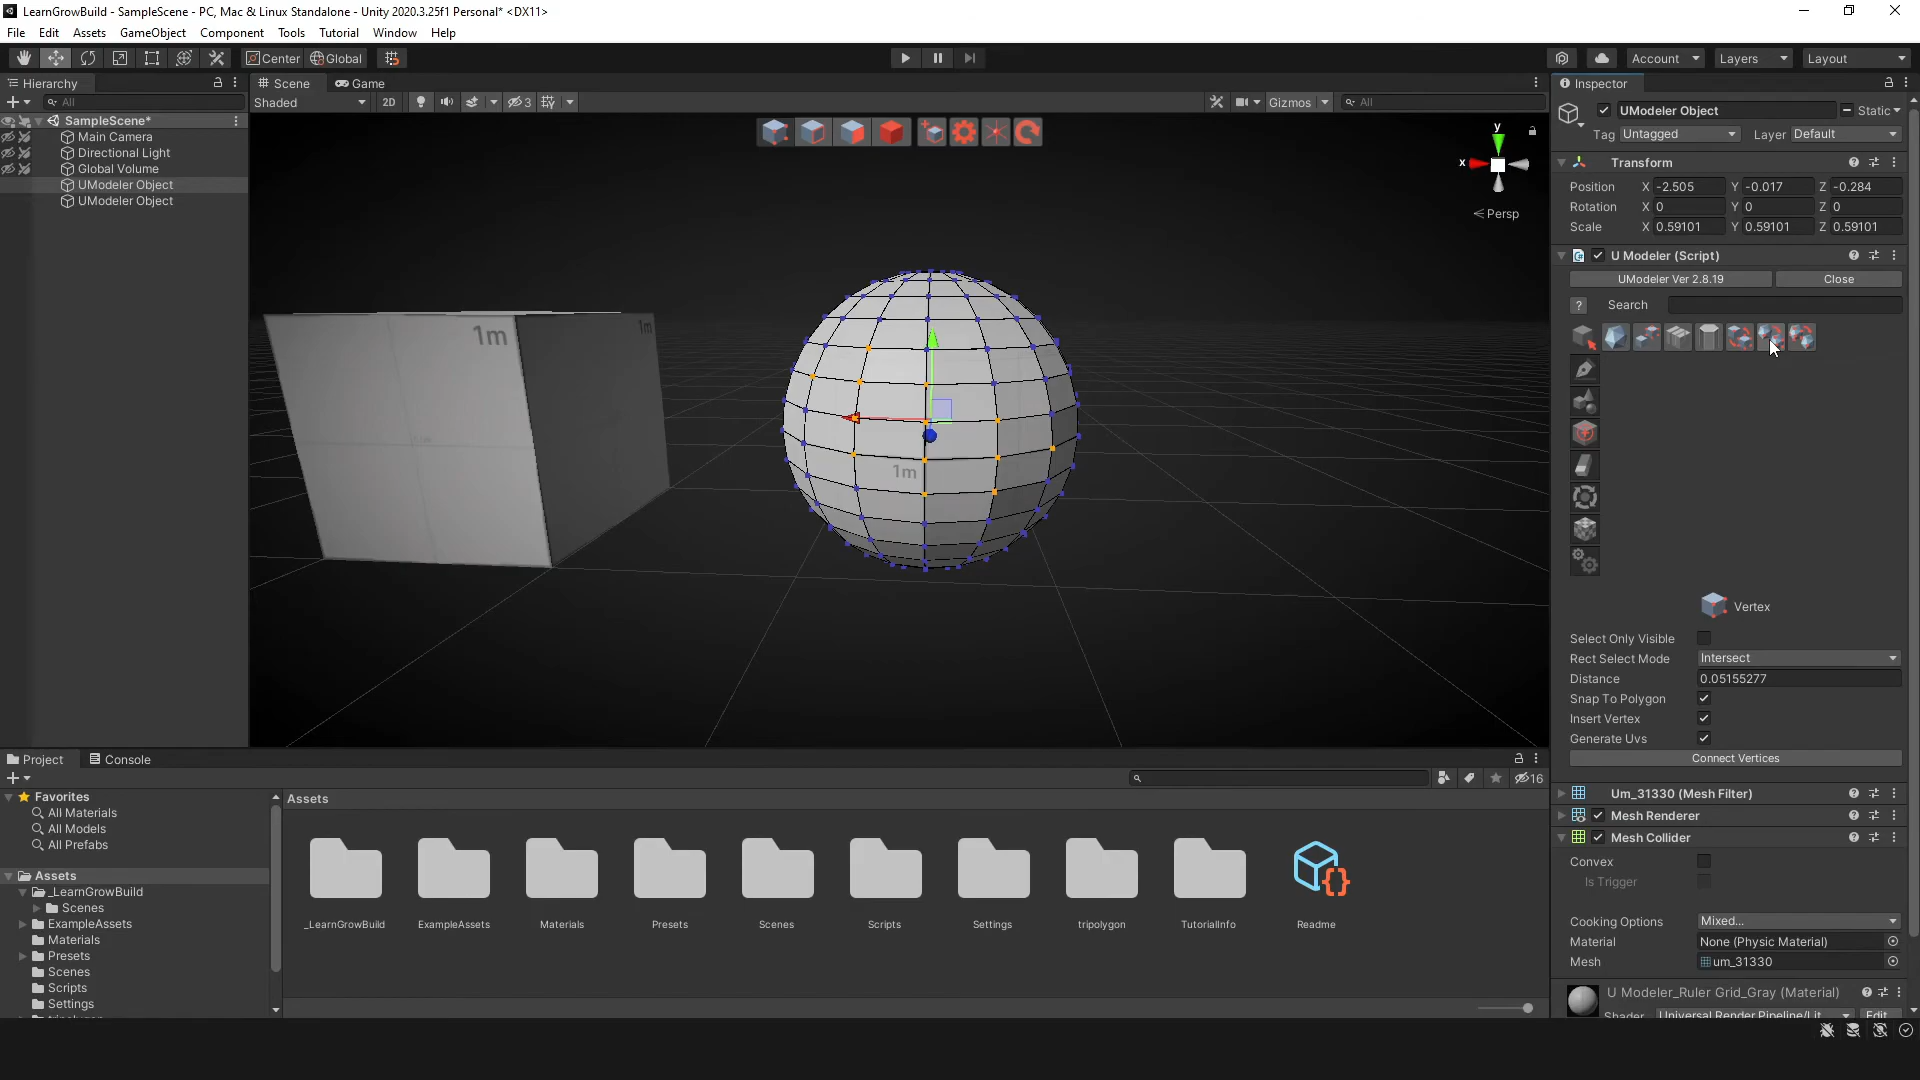 LearnGrowBuild - SampleScene - PC, Mac & Linux Standalone - Unity 2020.3.25f1 Personal* <DX11>
File Edit Assets GameObject Component Tools Tutorial Window Help
Center Global Account Layers Layout
Hierarchy
All
SampleScene*
Main Camera
Directional Light
Global Volume
UModeler Object
UModeler Object
Scene Game
Shaded 2D 3 Gizmos All
y
x
Persp
1m
1m
1m
Inspector
UModeler Object Static
Tag Untagged Layer Default
Transform
Position X -2.505 Y -0.017 Z -0.284
Rotation X 0 Y 0 Z 0
Scale X 0.59101 Y 0.59101 Z 0.59101
U Modeler (Script)
UModeler Ver 2.8.19 Close
? Search
Vertex
Select Only Visible
Rect Select Mode Intersect
Distance 0.05155277
Snap To Polygon
Insert Vertex
Generate Uvs
Connect Vertices
Um_31330 (Mesh Filter)
Mesh Renderer
Mesh Collider
Convex
Is Trigger
Cooking Options Mixed...
Material None (Physic Material)
Mesh um_31330
U Modeler_Ruler Grid_Gray (Material)
Shader Universal Render Pipeline/Lit Edit
Project Console
16
Favorites
All Materials
All Models
All Prefabs
Assets
_LearnGrowBuild
Scenes
ExampleAssets
Materials
Presets
Scenes
Scripts
Settings
Assets
_LearnGrowBuild ExampleAssets Materials Presets Scenes Scripts Settings tripolygon TutorialInfo Readme